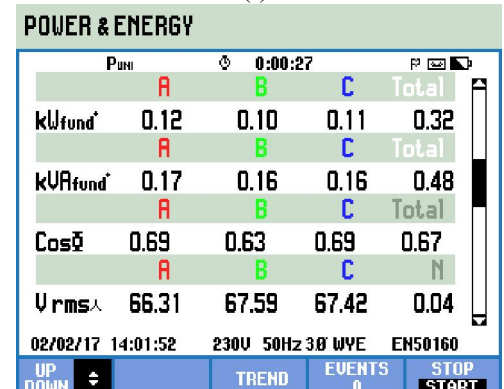 POWER & ENERGY
PUNI 0:00:27
A B C Total
kWfund+ 0.12 0.10 0.11 0.32
A B C Total
kVAfund+ 0.17 0.16 0.16 0.48
A B C Total
CosΦ 0.69 0.63 0.69 0.67
A B C N
V rms⅄ 66.31 67.59 67.42 0.04
02/02/17 14:01:52 230V 50Hz 3Ø WYE EN50160
UP DOWN TREND EVENTS 0 STOP START